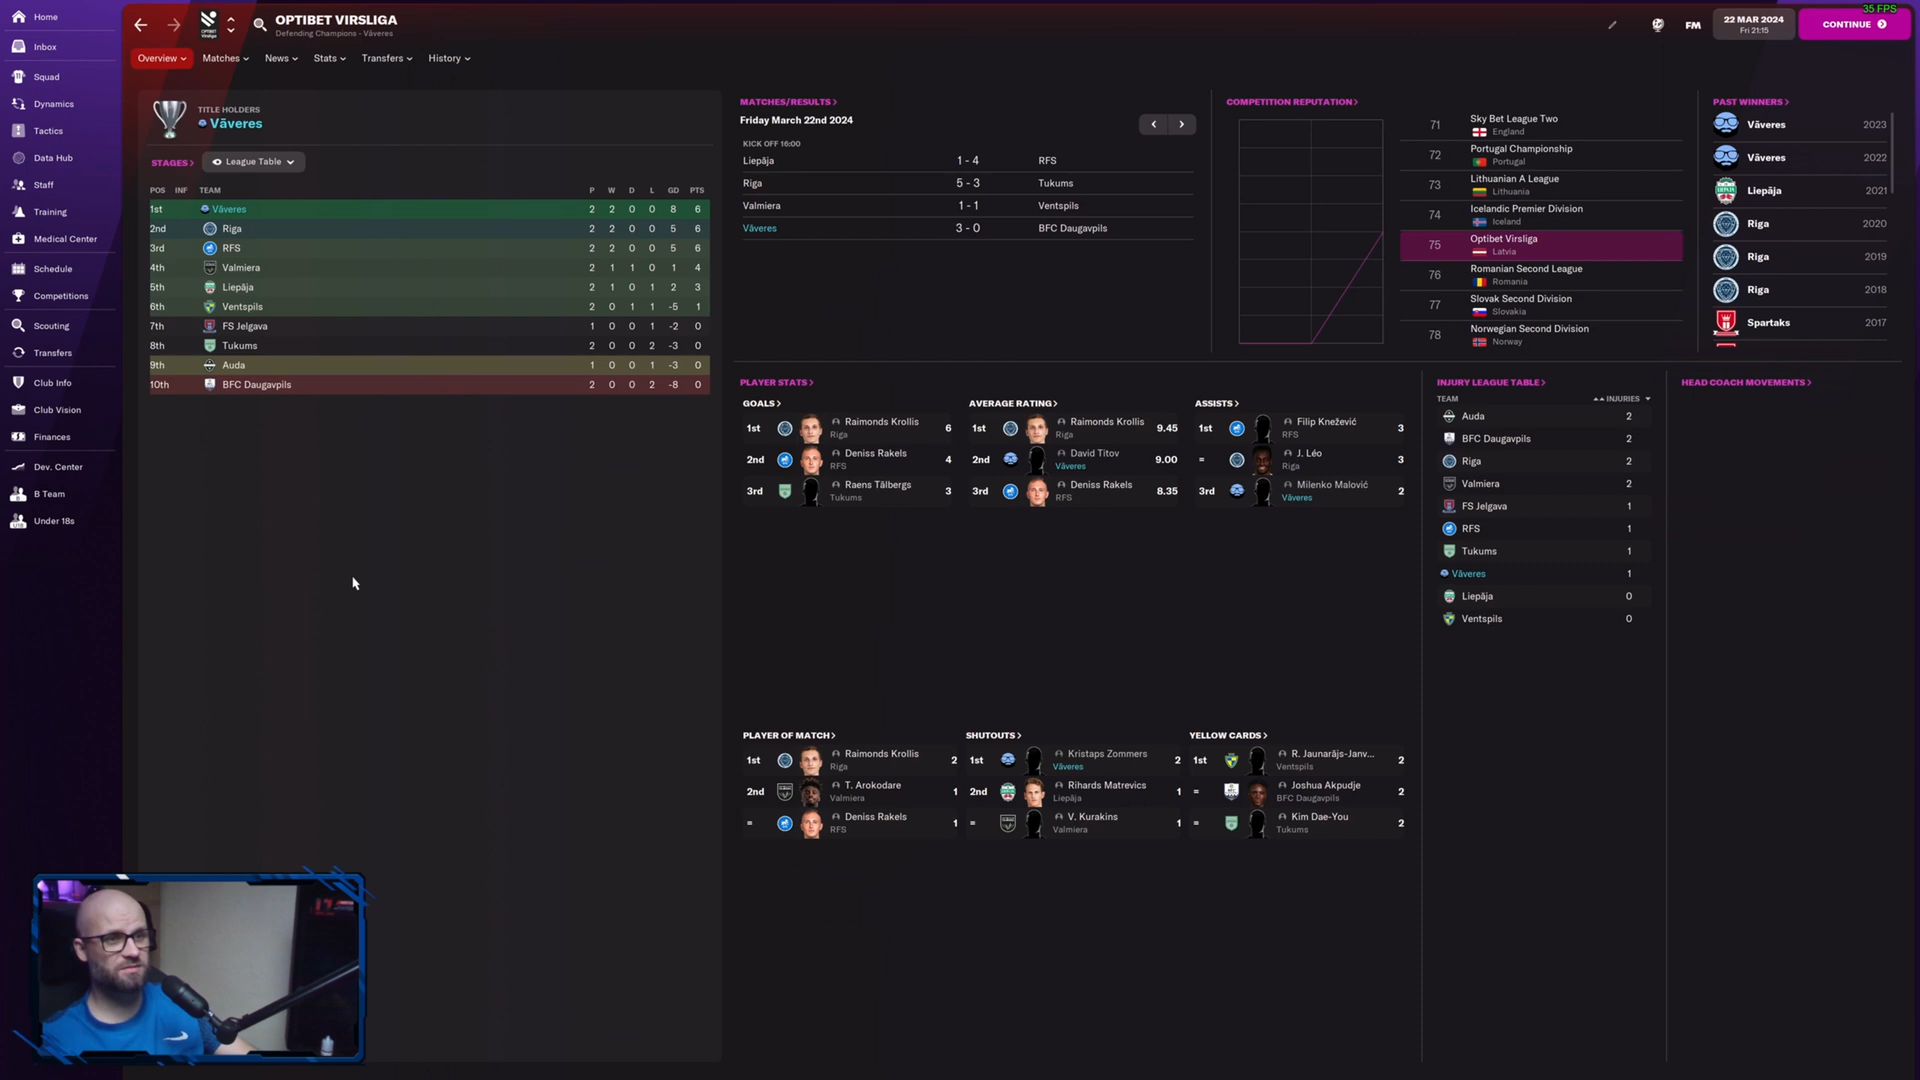 35 FPS
Home
Inbox
Squad
Dynamics
Tactics
Data Hub
Staff
Training
Medical Center
Schedule
Competitions
Scouting
Transfers
Club Info
Club Vision
Finances
Dev. Center
B Team
Under 18s
OPTIBET VIRSLIGA
Defending Champions - Vāveres
FM
22 MAR 2024
Fri 21:15
CONTINUE
Overview
Matches
News
Stats
Transfers
History
TITLE HOLDERS
Vāveres
STAGES >
League Table
POS INF TEAM P W D L GD PTS
1st Vāveres 2 2 0 0 8 6
2nd Riga 2 2 0 0 5 6
3rd RFS 2 2 0 0 5 6
4th Valmiera 2 1 1 0 1 4
5th Liepāja 2 1 0 1 2 3
6th Ventspils 2 0 1 1 -5 1
7th FS Jelgava 1 0 0 1 -2 0
8th Tukums 2 0 0 2 -3 0
9th Auda 1 0 0 1 -3 0
10th BFC Daugavpils 2 0 0 2 -8 0
MATCHES/RESULTS >
Friday March 22nd 2024
KICK OFF 16:00
Liepāja 1 - 4 RFS
Riga 5 - 3 Tukums
Valmiera 1 - 1 Ventspils
Vāveres 3 - 0 BFC Daugavpils
COMPETITION REPUTATION >
71 Sky Bet League Two
England
72 Portugal Championship
Portugal
73 Lithuanian A League
Lithuania
74 Icelandic Premier Division
Iceland
75 Optibet Virsliga
Latvia
76 Romanian Second League
Romania
77 Slovak Second Division
Slovakia
78 Norwegian Second Division
Norway
PAST WINNERS >
Vāveres 2023
Vāveres 2022
Liepāja 2021
Riga 2020
Riga 2019
Riga 2018
Spartaks 2017
PLAYER STATS >
GOALS >
1st Raimonds Krollis 6
Riga
2nd Deniss Rakels 4
RFS
3rd Raens Tālbergs 3
Tukums
AVERAGE RATING >
1st Raimonds Krollis 9.45
Riga
2nd David Titov 9.00
Vāveres
3rd Deniss Rakels 8.35
RFS
ASSISTS >
1st Filip Knežević 3
RFS
= J. Léo 3
Riga
3rd Milenko Malović 2
Vāveres
PLAYER OF MATCH >
1st Raimonds Krollis 2
Riga
2nd T. Arokodare 1
Valmiera
= Deniss Rakels 1
RFS
SHUTOUTS >
1st Kristaps Zommers 2
Vāveres
2nd Rihards Matrevics 1
Liepāja
= V. Kurakins 1
Valmiera
YELLOW CARDS >
1st R. Jaunarājs-Janv... 2
Ventspils
= Joshua Akpudje 2
BFC Daugavpils
= Kim Dae-You 2
Tukums
INJURY LEAGUE TABLE >
TEAM INJURIES
Auda 2
BFC Daugavpils 2
Riga 2
Valmiera 2
FS Jelgava 1
RFS 1
Tukums 1
Vāveres 1
Liepāja 0
Ventspils 0
HEAD COACH MOVEMENTS >